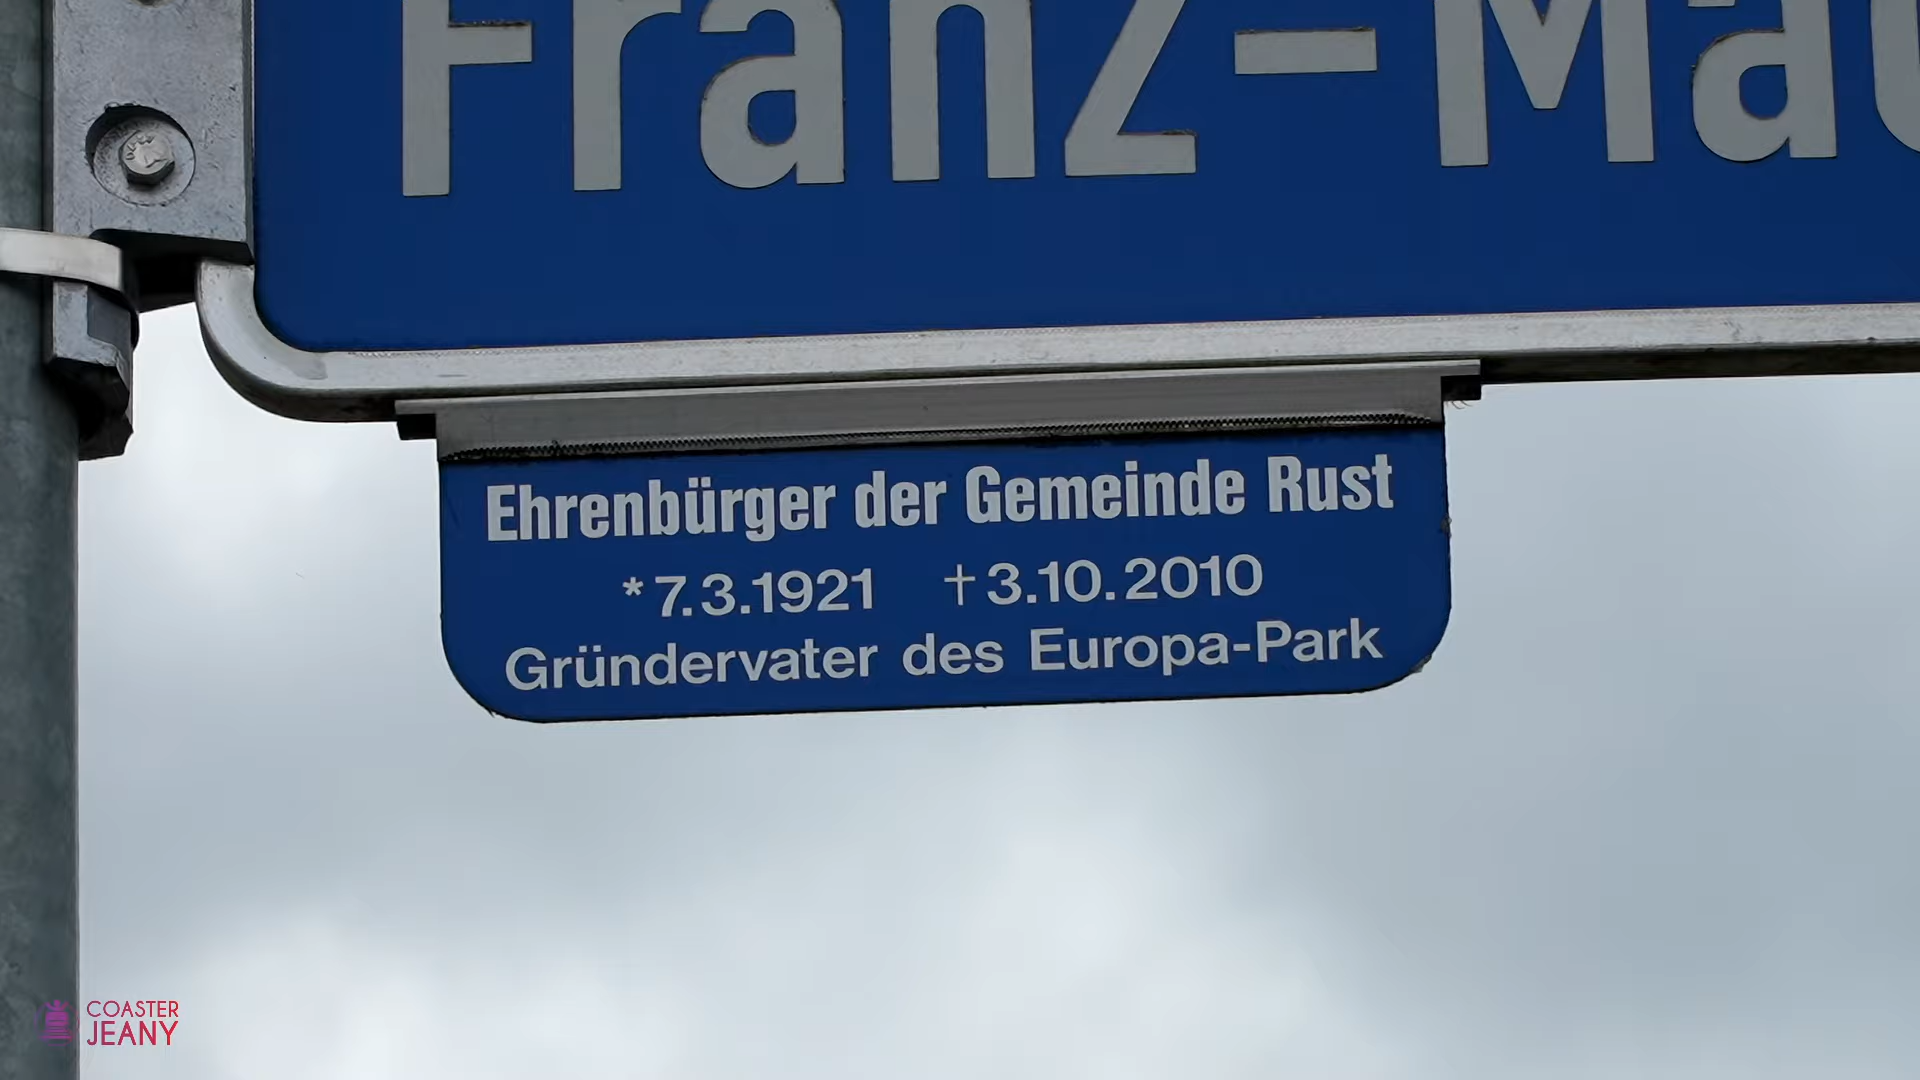 Franz-Ma
Ehrenbürger der Gemeinde Rust
* 7.3.1921 † 3.10.2010
Gründervater des Europa-Park
COASTER
JEANY